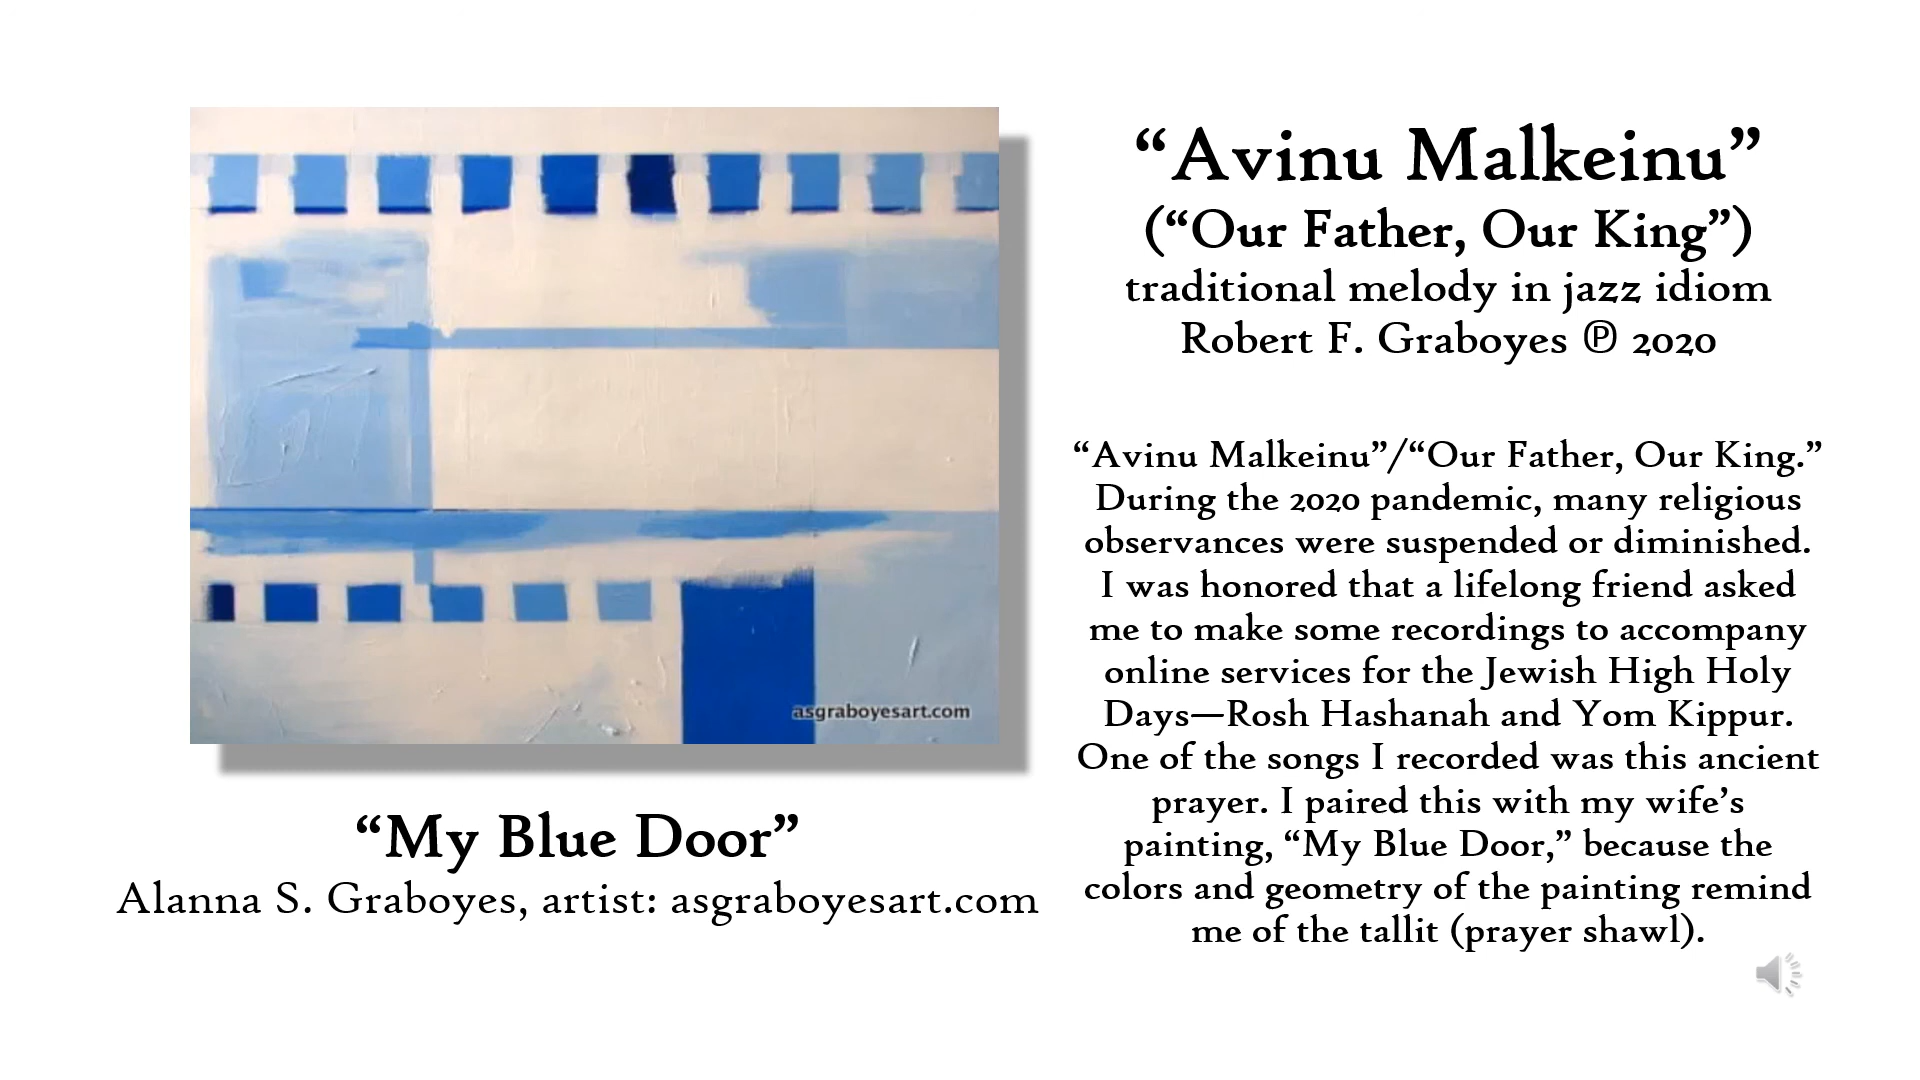 asgraboyesart.com
“My Blue Door”
Alanna S. Graboyes, artist: asgraboyesart.com
“Avinu Malkeinu”
(“Our Father, Our King”)
traditional melody in jazz idiom
Robert F. Graboyes ℗ 2020
“Avinu Malkeinu”/“Our Father, Our King.”
During the 2020 pandemic, many religious
observances were suspended or diminished.
I was honored that a lifelong friend asked
me to make some recordings to accompany
online services for the Jewish High Holy
Days—Rosh Hashanah and Yom Kippur.
One of the songs I recorded was this ancient
prayer. I paired this with my wife’s
painting, “My Blue Door,” because the
colors and geometry of the painting remind
me of the tallit (prayer shawl).